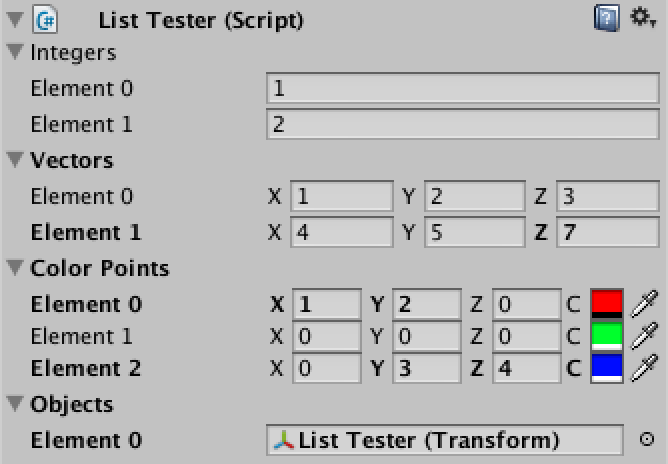 C# List Tester (Script) ?
Integers
Element 0 1
Element 1 2
Vectors
Element 0 X 1 Y 2 Z 3
Element 1 X 4 Y 5 Z 7
Color Points
Element 0 X 1 Y 2 Z 0 C
Element 1 X 0 Y 0 Z 0 C
Element 2 X 0 Y 3 Z 4 C
Objects
Element 0 List Tester (Transform)